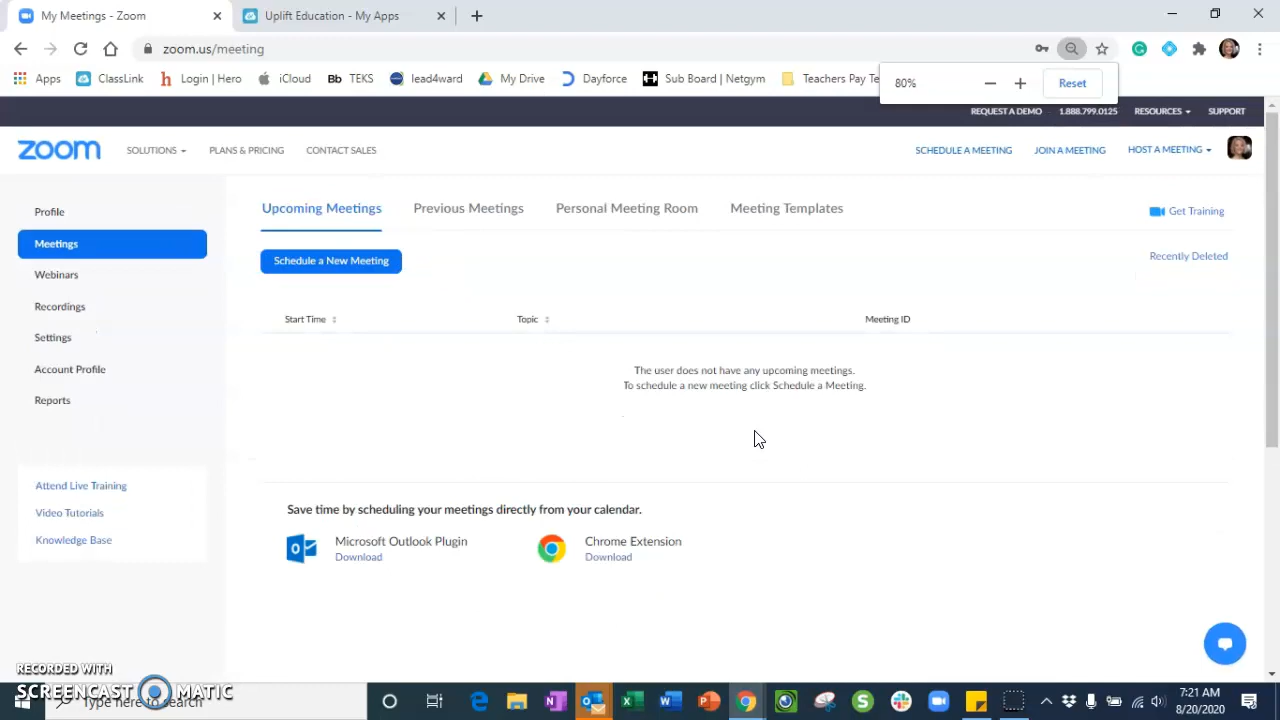 My Meetings - Zoom
Uplift Education - My Apps
zoom.us/meeting
Apps ClassLink Login | Hero iCloud Bb TEKS lead4ward My Drive Dayforce Sub Board | Netgym Teachers Pay Te
80% Reset
REQUEST A DEMO 1.888.799.0125 RESOURCES SUPPORT
zoom SOLUTIONS PLANS & PRICING CONTACT SALES SCHEDULE A MEETING JOIN A MEETING HOST A MEETING
Profile
Meetings
Webinars
Recordings
Settings
Account Profile
Reports
Attend Live Training
Video Tutorials
Knowledge Base
Upcoming Meetings Previous Meetings Personal Meeting Room Meeting Templates
Get Training
Schedule a New Meeting
Recently Deleted
Start Time Topic Meeting ID
The user does not have any upcoming meetings.
To schedule a new meeting click Schedule a Meeting.
Save time by scheduling your meetings directly from your calendar.
Microsoft Outlook Plugin
Download
Chrome Extension
Download
RECORDED WITH
SCREENCAST MATIC
Type here to search
7:21 AM
8/20/2020